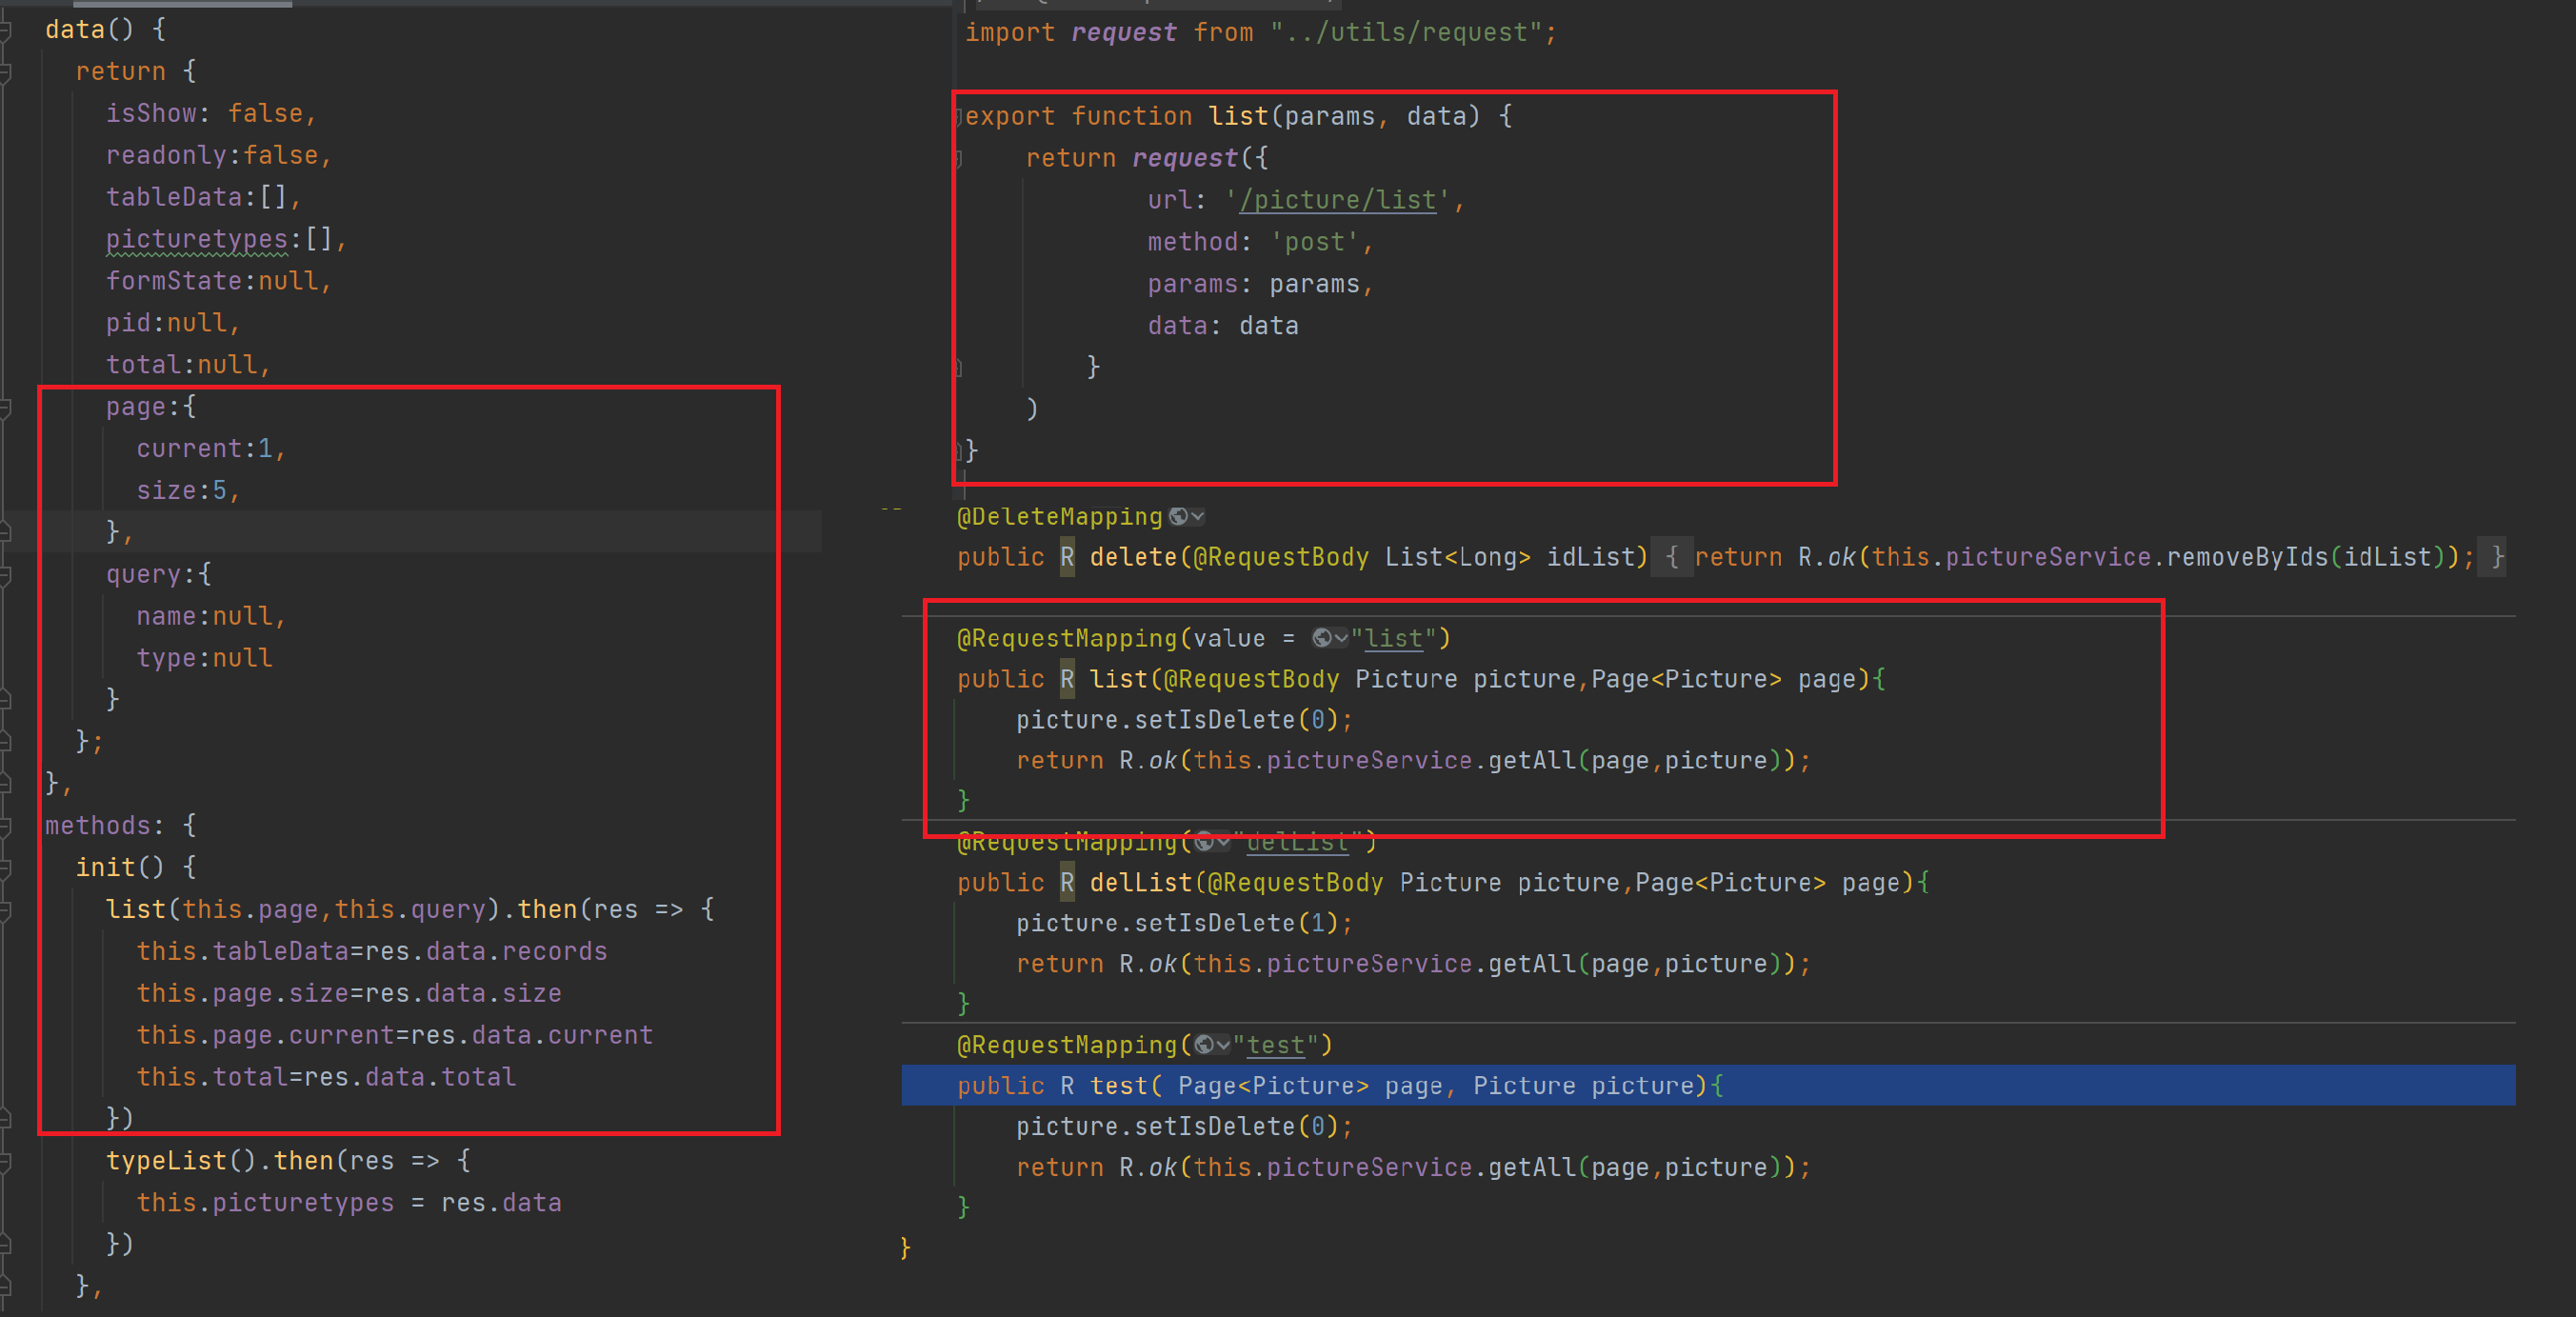 data() {
return {
isShow: false,
readonly:false,
tableData:[],
picturetypes:[],
formState:null,
pid:null,
total:null,
page:{
current:1,
size:5,
},
query:{
name:null,
type:null
}
};
},
methods: {
init() {
list(this.page,this.query).then(res => {
this.tableData=res.data.records
this.page.size=res.data.size
this.page.current=res.data.current
this.total=res.data.total
})
typeList().then(res => {
this.picturetypes = res.data
})
},
import request from "../utils/request";
export function list(params, data) {
return request({
url: '/picture/list',
method: 'post',
params: params,
data: data
}
)
}
@DeleteMapping
public R delete(@RequestBody List<Long> idList) { return R.ok(this.pictureService.removeByIds(idList)); }
@RequestMapping(value = "list")
public R list(@RequestBody Picture picture,Page<Picture> page){
picture.setIsDelete(0);
return R.ok(this.pictureService.getAll(page,picture));
}
@RequestMapping("delList")
public R delList(@RequestBody Picture picture,Page<Picture> page){
picture.setIsDelete(1);
return R.ok(this.pictureService.getAll(page,picture));
}
@RequestMapping("test")
public R test( Page<Picture> page, Picture picture){
picture.setIsDelete(0);
return R.ok(this.pictureService.getAll(page,picture));
}
}